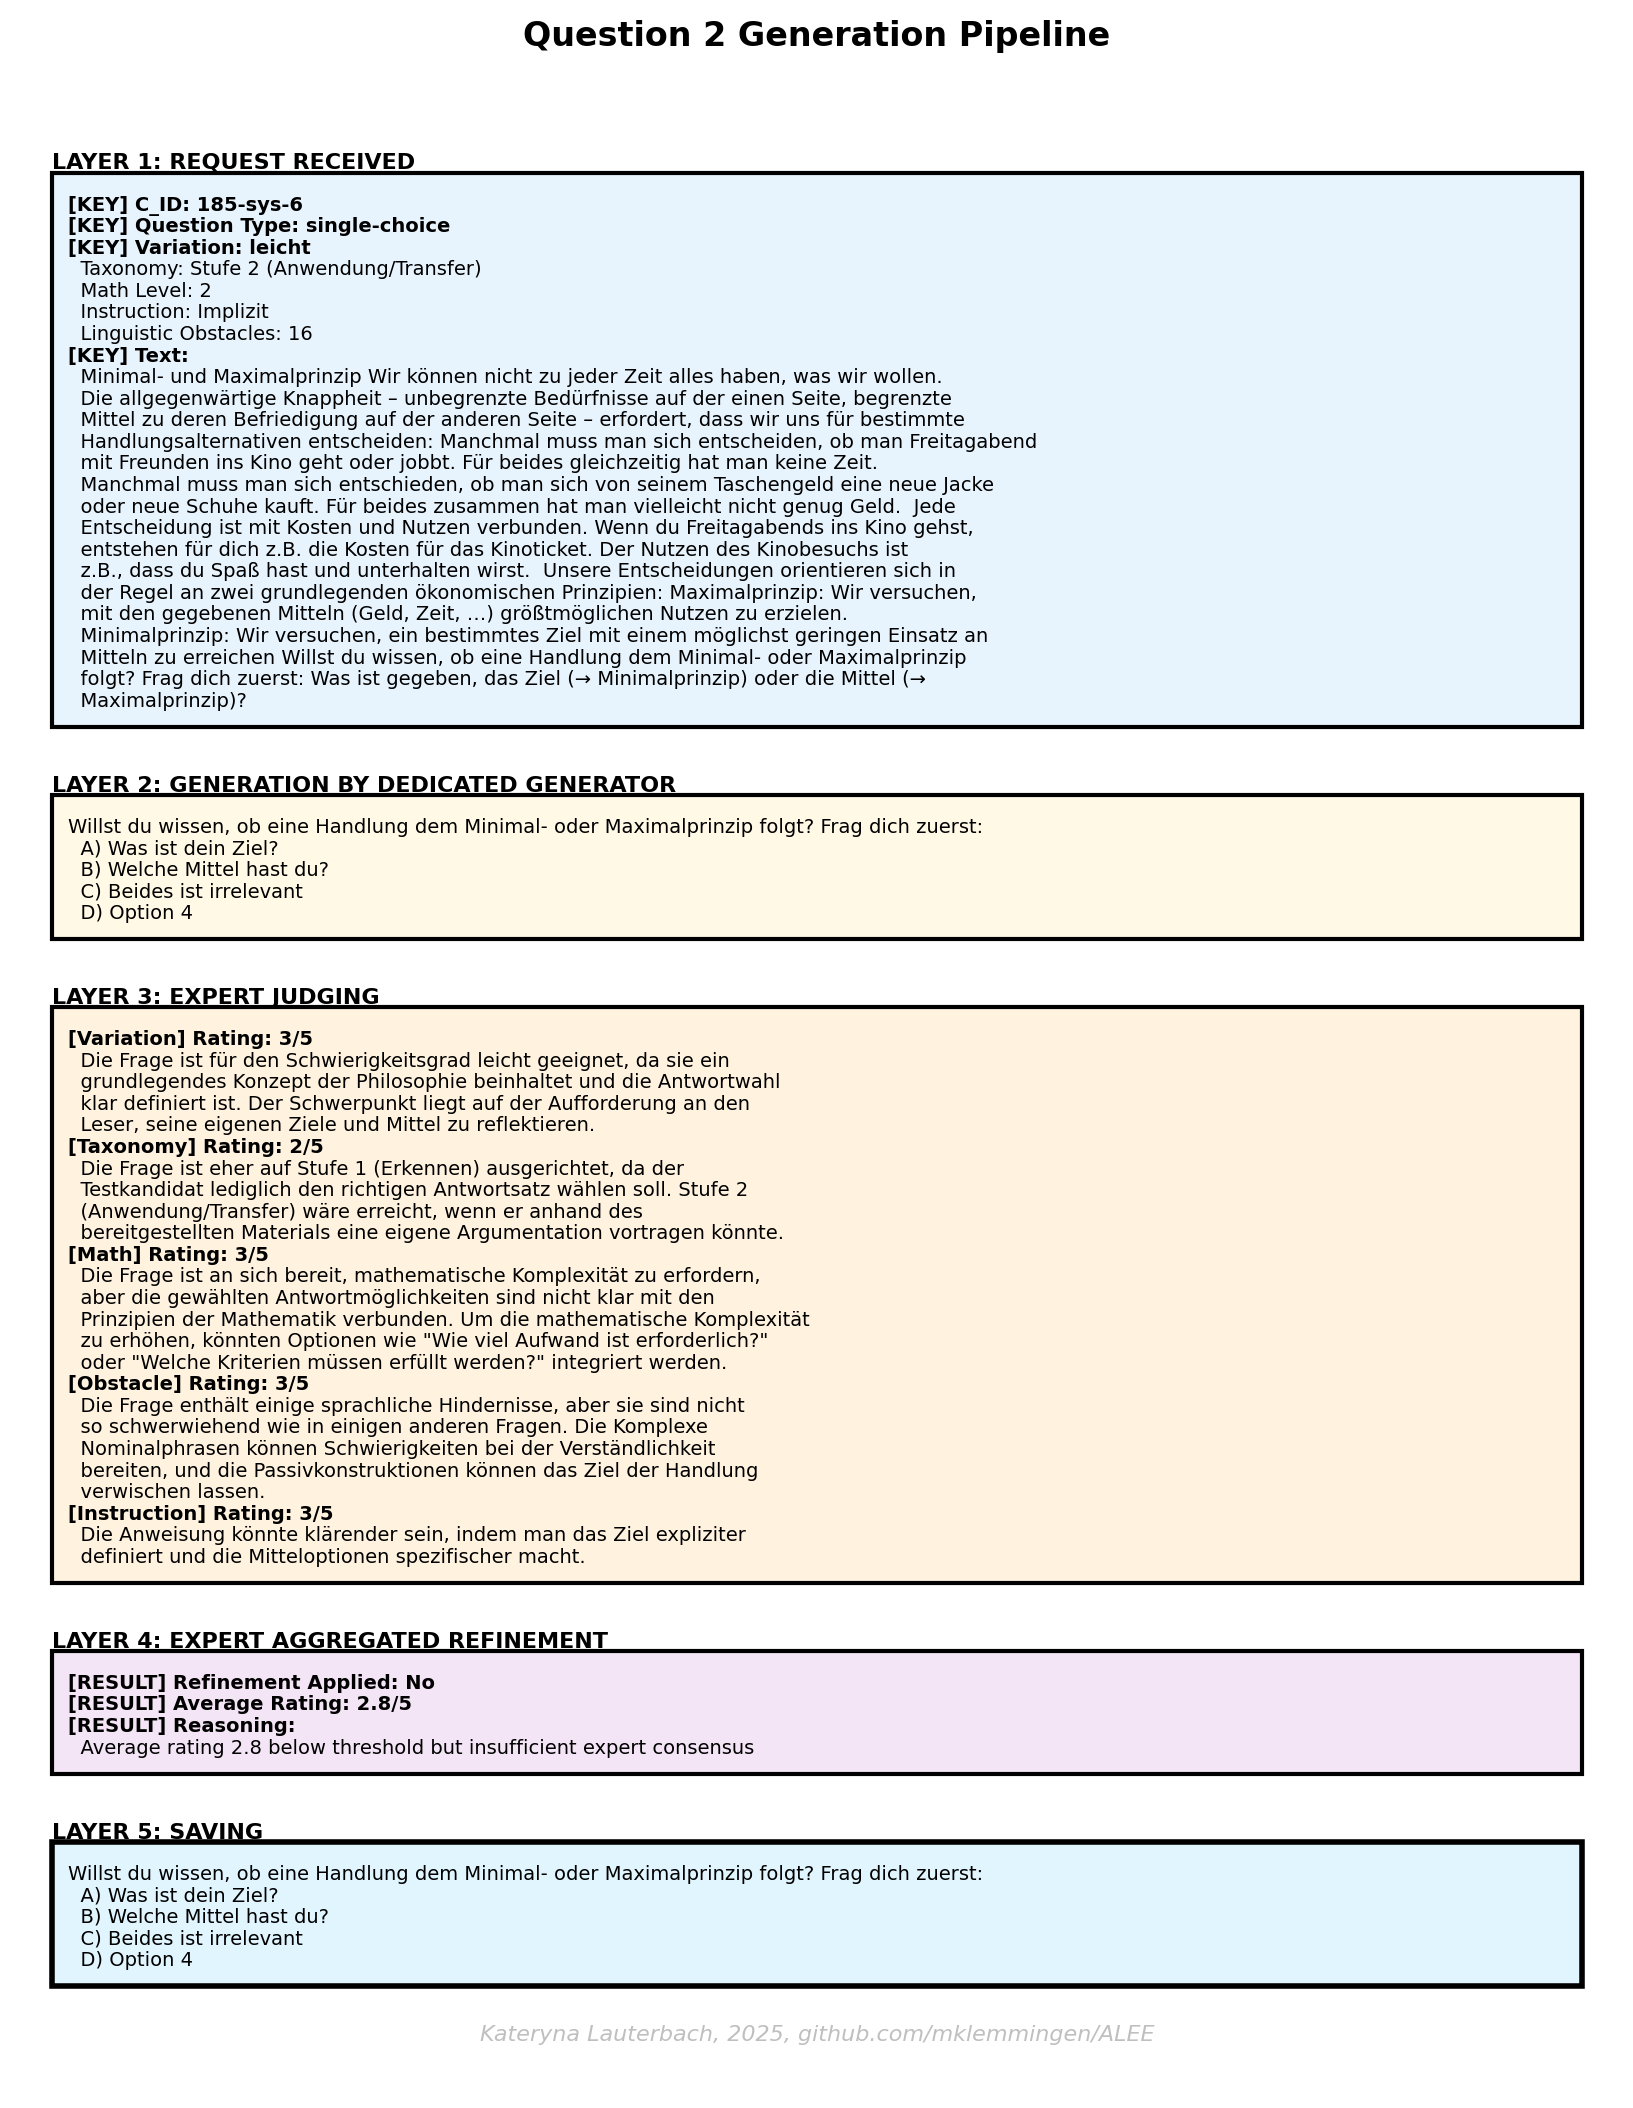 Question 2 Generation Pipeline
LAYER 1: REQUEST RECEIVED
[KEY] C_ID: 185-sys-6
[KEY] Question Type: single-choice
[KEY] Variation: leicht
Taxonomy: Stufe 2 (Anwendung/Transfer)
Math Level: 2
Instruction: Implizit
Linguistic Obstacles: 16
[KEY] Text:
Minimal- und Maximalprinzip Wir können nicht zu jeder Zeit alles haben, was wir wollen.
Die allgegenwärtige Knappheit – unbegrenzte Bedürfnisse auf der einen Seite, begrenzte
Mittel zu deren Befriedigung auf der anderen Seite – erfordert, dass wir uns für bestimmte
Handlungsalternativen entscheiden: Manchmal muss man sich entscheiden, ob man Freitagabend
mit Freunden ins Kino geht oder jobbt. Für beides gleichzeitig hat man keine Zeit.
Manchmal muss man sich entschieden, ob man sich von seinem Taschengeld eine neue Jacke
oder neue Schuhe kauft. Für beides zusammen hat man vielleicht nicht genug Geld.  Jede
Entscheidung ist mit Kosten und Nutzen verbunden. Wenn du Freitagabends ins Kino gehst,
entstehen für dich z.B. die Kosten für das Kinoticket. Der Nutzen des Kinobesuchs ist
z.B., dass du Spaß hast und unterhalten wirst.  Unsere Entscheidungen orientieren sich in
der Regel an zwei grundlegenden ökonomischen Prinzipien: Maximalprinzip: Wir versuchen,
mit den gegebenen Mitteln (Geld, Zeit, …) größtmöglichen Nutzen zu erzielen.
Minimalprinzip: Wir versuchen, ein bestimmtes Ziel mit einem möglichst geringen Einsatz an
Mitteln zu erreichen Willst du wissen, ob eine Handlung dem Minimal- oder Maximalprinzip
folgt? Frag dich zuerst: Was ist gegeben, das Ziel (→ Minimalprinzip) oder die Mittel (→
Maximalprinzip)?
LAYER 2: GENERATION BY DEDICATED GENERATOR
Willst du wissen, ob eine Handlung dem Minimal- oder Maximalprinzip folgt? Frag dich zuerst:
A) Was ist dein Ziel?
B) Welche Mittel hast du?
C) Beides ist irrelevant
D) Option 4
LAYER 3: EXPERT JUDGING
[Variation] Rating: 3/5
Die Frage ist für den Schwierigkeitsgrad leicht geeignet, da sie ein
grundlegendes Konzept der Philosophie beinhaltet und die Antwortwahl
klar definiert ist. Der Schwerpunkt liegt auf der Aufforderung an den
Leser, seine eigenen Ziele und Mittel zu reflektieren.
[Taxonomy] Rating: 2/5
Die Frage ist eher auf Stufe 1 (Erkennen) ausgerichtet, da der
Testkandidat lediglich den richtigen Antwortsatz wählen soll. Stufe 2
(Anwendung/Transfer) wäre erreicht, wenn er anhand des
bereitgestellten Materials eine eigene Argumentation vortragen könnte.
[Math] Rating: 3/5
Die Frage ist an sich bereit, mathematische Komplexität zu erfordern,
aber die gewählten Antwortmöglichkeiten sind nicht klar mit den
Prinzipien der Mathematik verbunden. Um die mathematische Komplexität
zu erhöhen, könnten Optionen wie "Wie viel Aufwand ist erforderlich?"
oder "Welche Kriterien müssen erfüllt werden?" integriert werden.
[Obstacle] Rating: 3/5
Die Frage enthält einige sprachliche Hindernisse, aber sie sind nicht
so schwerwiehend wie in einigen anderen Fragen. Die Komplexe
Nominalphrasen können Schwierigkeiten bei der Verständlichkeit
bereiten, und die Passivkonstruktionen können das Ziel der Handlung
verwischen lassen.
[Instruction] Rating: 3/5
Die Anweisung könnte klärender sein, indem man das Ziel expliziter
definiert und die Mitteloptionen spezifischer macht.
LAYER 4: EXPERT AGGREGATED REFINEMENT
[RESULT] Refinement Applied: No
[RESULT] Average Rating: 2.8/5
[RESULT] Reasoning:
Average rating 2.8 below threshold but insufficient expert consensus
LAYER 5: SAVING
Willst du wissen, ob eine Handlung dem Minimal- oder Maximalprinzip folgt? Frag dich zuerst:
A) Was ist dein Ziel?
B) Welche Mittel hast du?
C) Beides ist irrelevant
D) Option 4
Kateryna Lauterbach, 2025, github.com/mklemmingen/ALEE